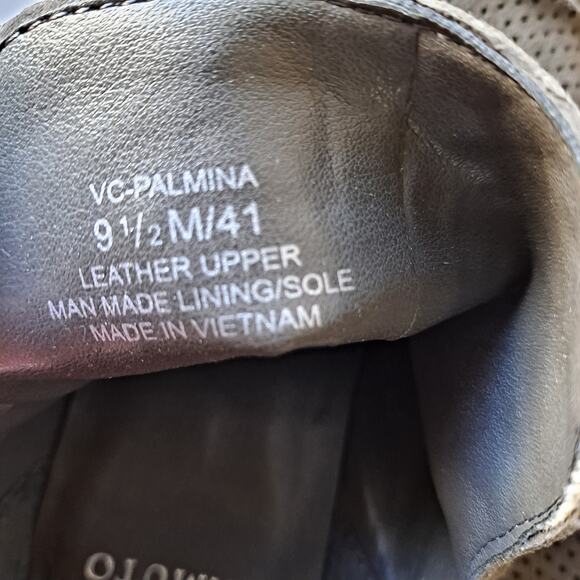 VC-PALMINA
9 1/2 M/41
LEATHER UPPER
MAN MADE LINING/SOLE
MADE IN VIETNAM